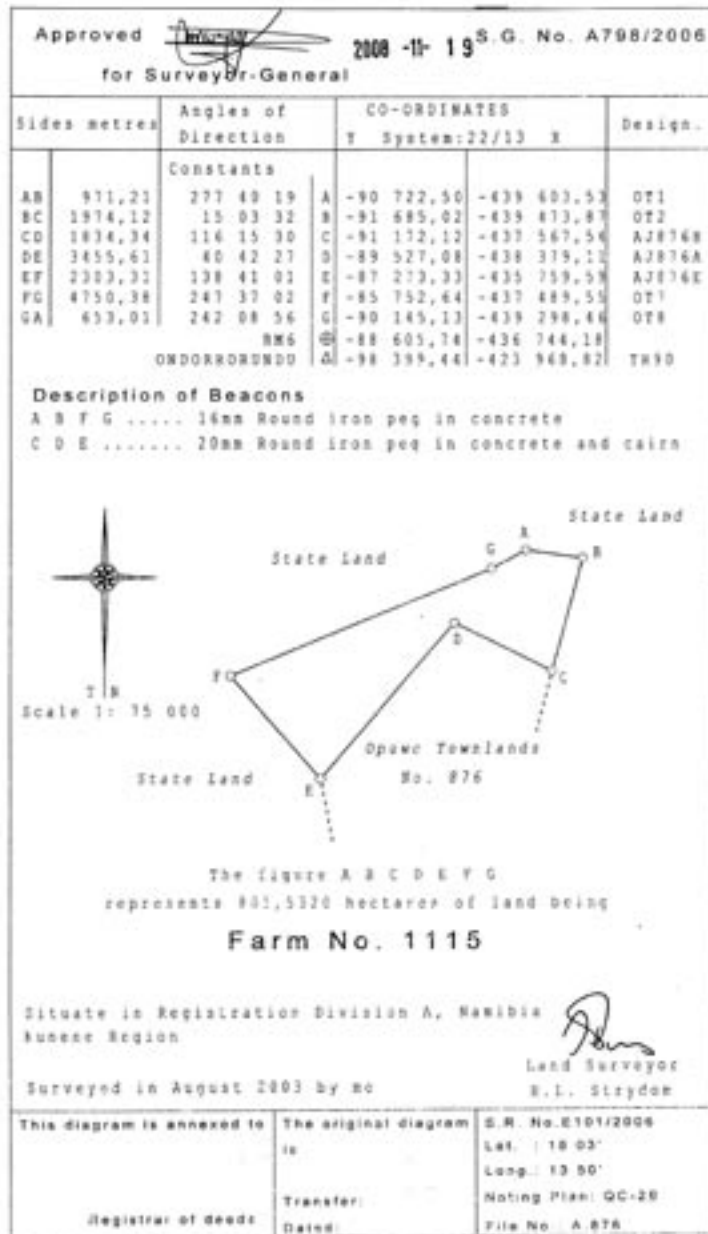 Approved
2008 -11- 19
S.G. No. A798/2006
for Surveyor-General
Sides metres Angles of Direction CO-ORDINATES Y System:22/13 X Design.
Constants
AB 971,21 277 40 19 A -90 722,50 -439 603,53 OT1
BC 1974,12 15 03 32 B -91 685,02 -439 473,87 OT2
CD 1834,34 116 15 30 C -91 172,12 -437 567,56 AJ876B
DE 3455,61 40 42 27 D -89 527,08 -438 379,11 AJ876A
EF 2303,31 138 41 01 E -87 273,33 -435 759,59 AJ876E
FG 4750,38 247 37 02 F -85 752,64 -437 489,55 OT7
GA 653,01 242 08 56 G -90 145,13 -439 298,46 OT8
BM6 ⊕ -88 605,74 -436 744,18
ONDORRORUNDU Δ -98 399,44 -423 968,82 TH90
Description of Beacons
A B F G ..... 16mm Round iron peg in concrete
C D E ....... 20mm Round iron peg in concrete and cairn
State Land
A
B
State Land
G
D
C
F
T N
Scale 1: 75 000
Opuwo Townlands
No. 876
State Land
E
The figure A B C D E F G
represents hectares of land being
Farm No. 1115
Situate in Registration Division A, Namibia
Kunene Region
Land Surveyor
Surveyed in August 2003 by me
H.L. Strydom
This diagram is annexed to
Registrar of deeds
The original diagram
is
Transfer:
Dated:
S.R. No.E101/2006
Lat. : 18 03'
Long.: 13 50'
Noting Plan: QC-28
File No : A.876